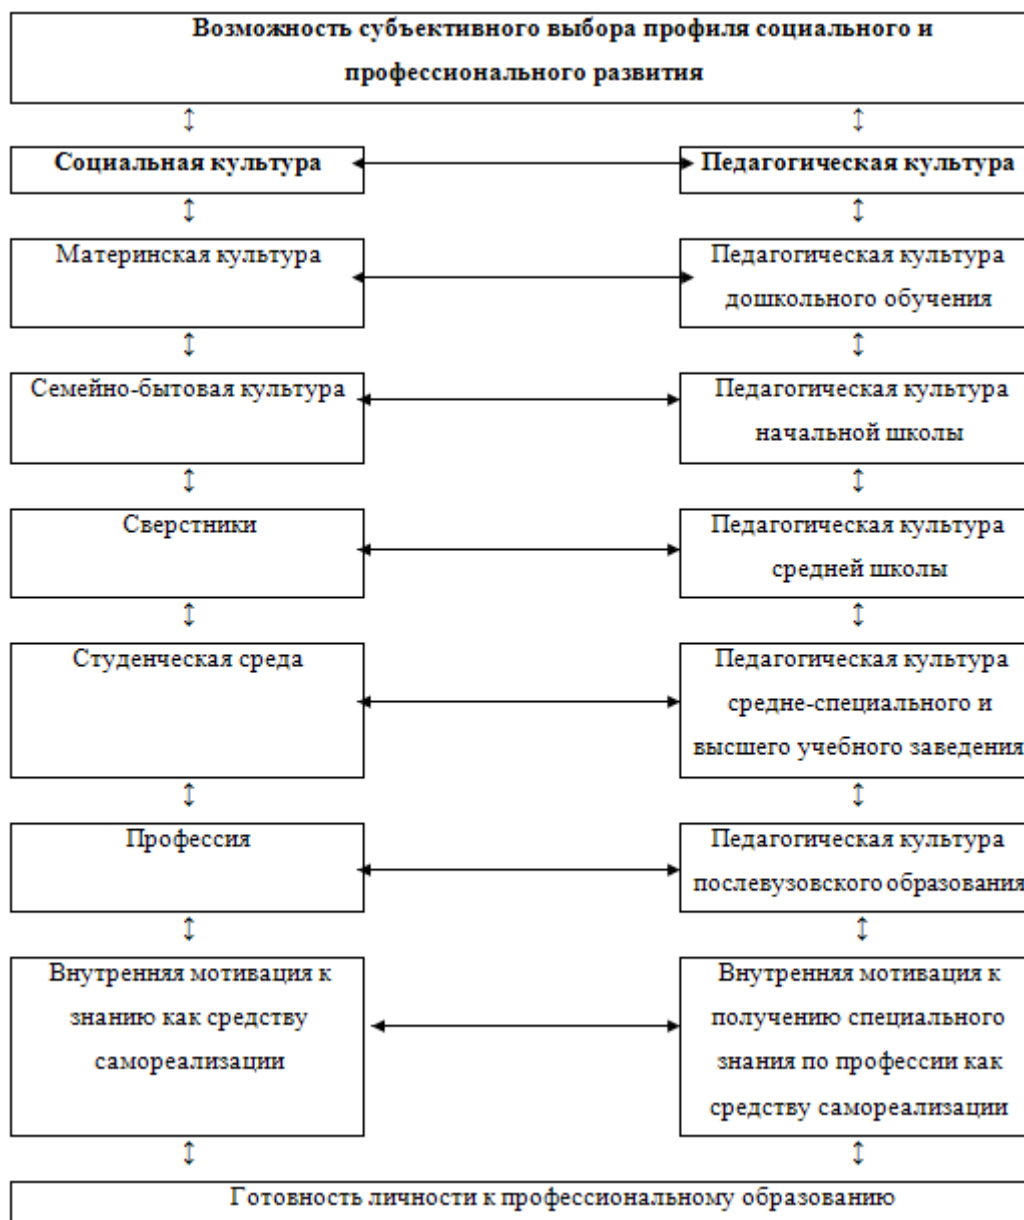 Возможность субъективного выбора профиля социального и
профессионального развития
Социальная культура
Педагогическая культура
Материнская культура
Педагогическая культура
дошкольного обучения
Семейно-бытовая культура
Педагогическая культура
начальной школы
Сверстники
Педагогическая культура
средней школы
Студенческая среда
Педагогическая культура
средне-специального и
высшего учебного заведения
Профессия
Педагогическая культура
послевузовского образования
Внутренняя мотивация к
знанию как средству
самореализации
Внутренняя мотивация к
получению специального
знания по профессии как
средству самореализации
Готовность личности к профессиональному образованию